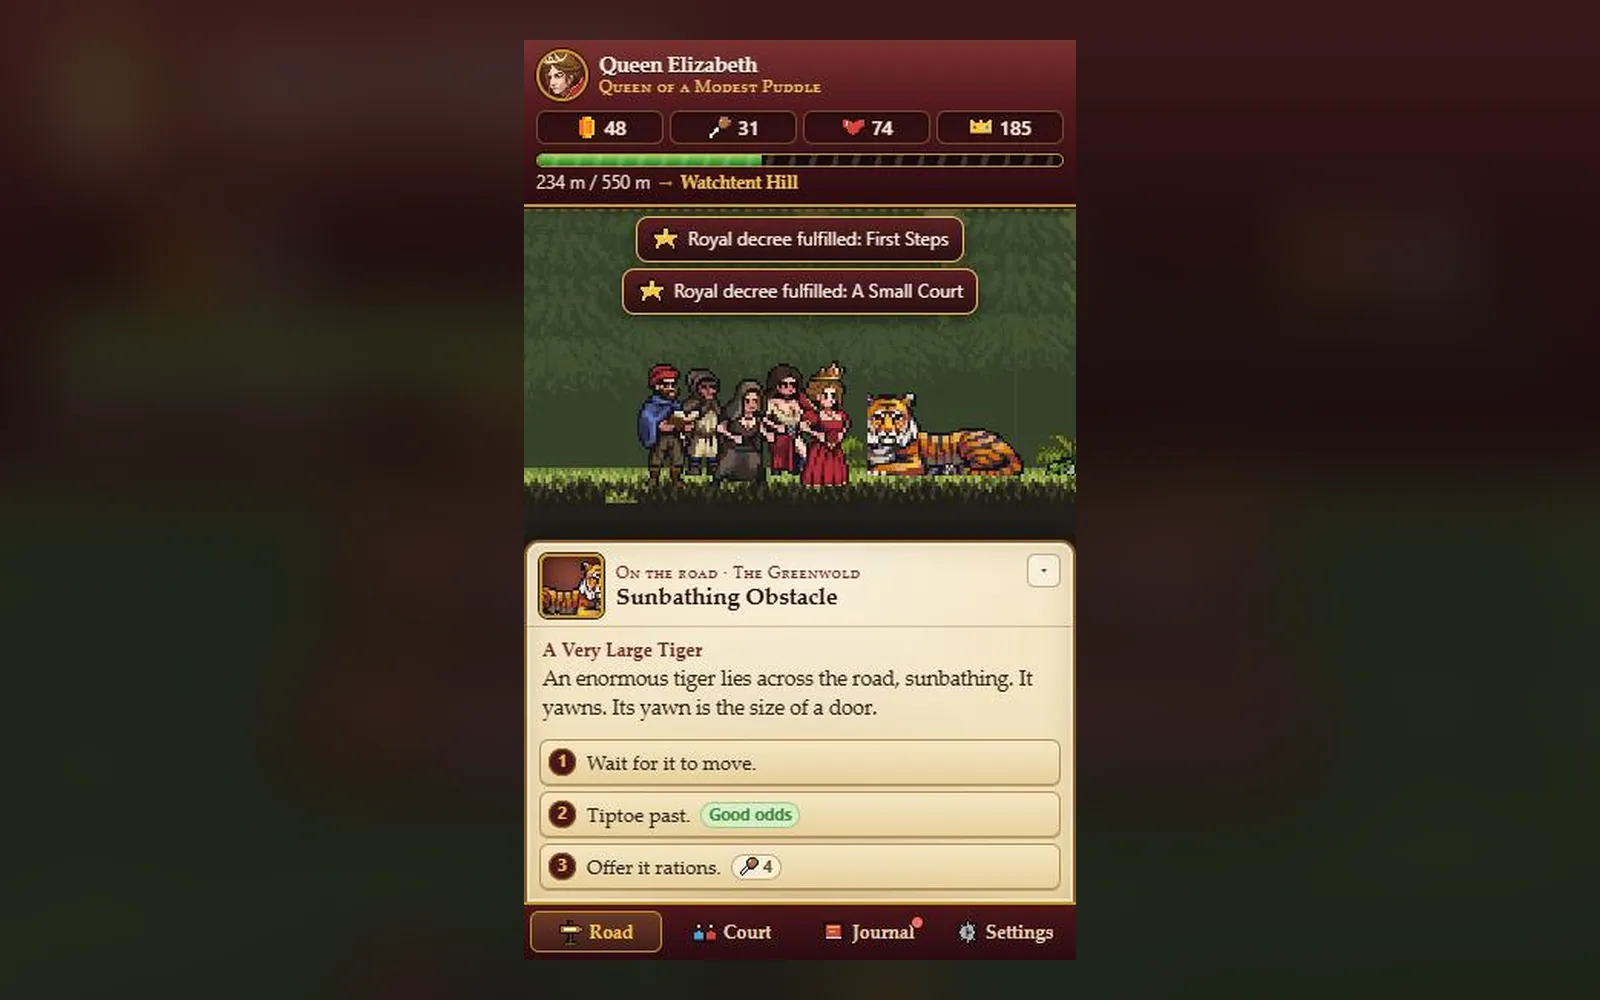 Queen Elizabeth
Queen of a Modest Puddle
48 31 74 185
234 m / 550 m → Watchtent Hill
Royal decree fulfilled: First Steps
Royal decree fulfilled: A Small Court
On the road · The Greenwold
Sunbathing Obstacle
A Very Large Tiger
An enormous tiger lies across the road, sunbathing. It
yawns. Its yawn is the size of a door.
1 Wait for it to move.
2 Tiptoe past. Good odds
3 Offer it rations. 4
Road Court Journal Settings